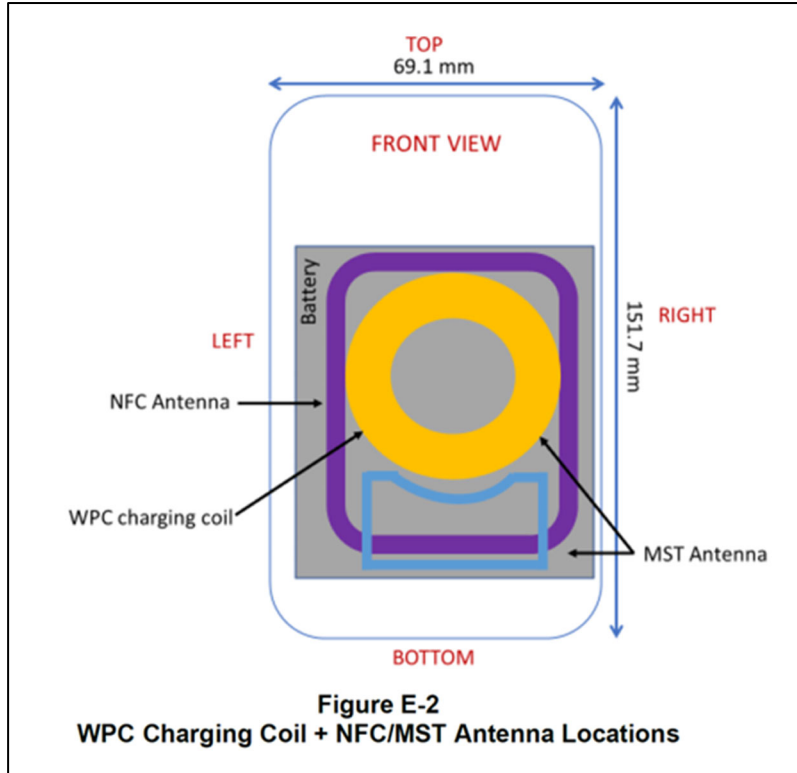 TOP
69.1 mm
FRONT VIEW
Battery
LEFT
151.7 mm
RIGHT
NFC Antenna
WPC charging coil
MST Antenna
BOTTOM
Figure E-2
WPC Charging Coil + NFC/MST Antenna Locations